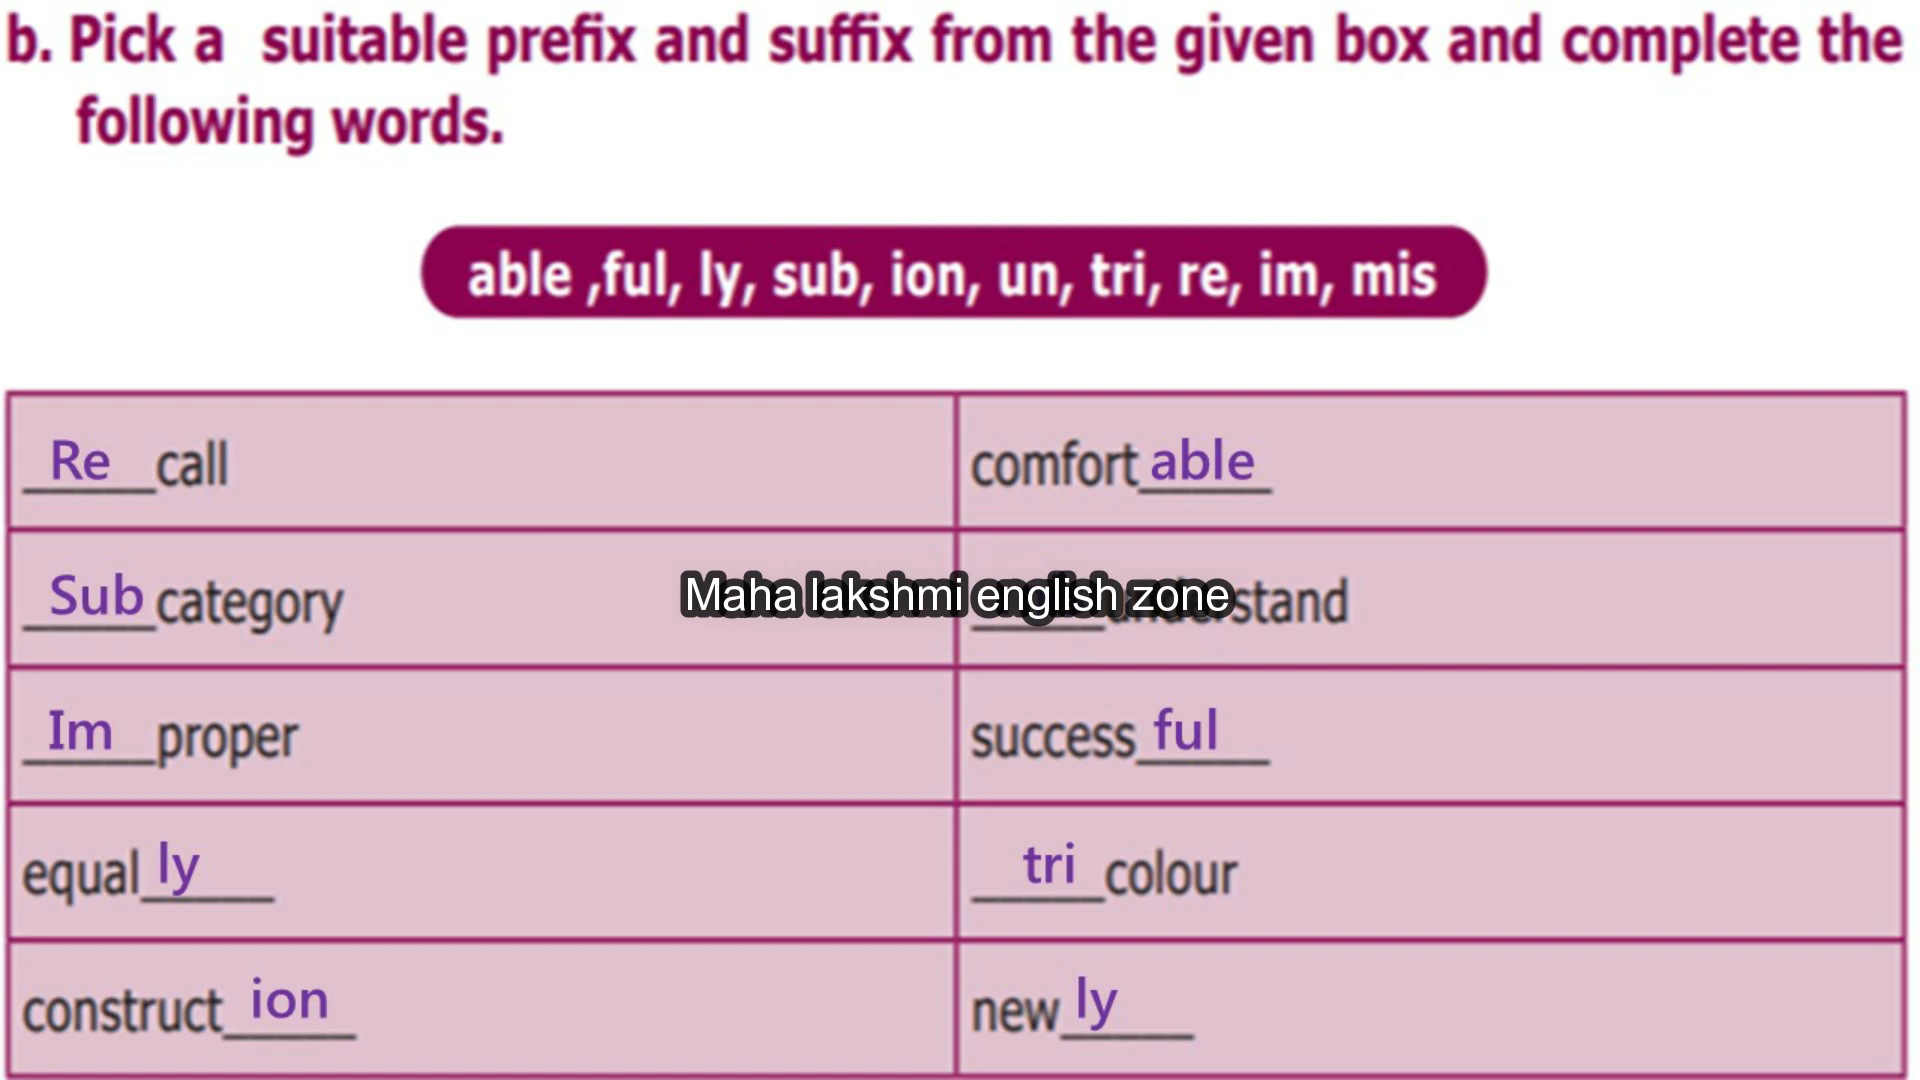 b. Pick a suitable prefix and suffix from the given box and complete the
following words.
able ,ful, ly, sub, ion, un, tri, re, im, mis
Re call
comfort able
Sub category
Maha lakshmi english zone
understand
Im proper
success ful
equal ly
tri colour
construct ion
new ly